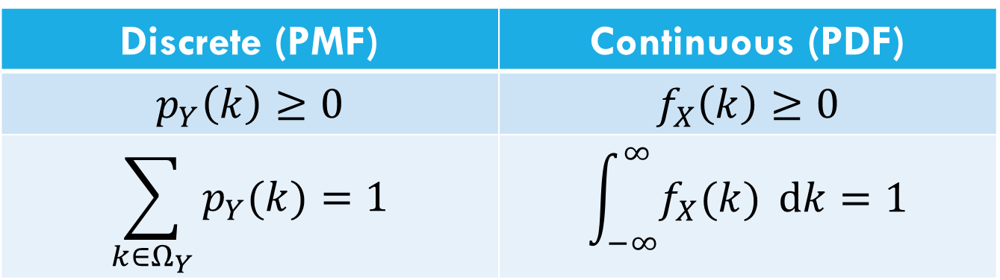 Discrete (PMF) Continuous (PDF)
p_Y(k) ≥ 0 f_X(k) ≥ 0
∑_{k∈Ω_Y} p_Y(k) = 1 ∫_{−∞}^{∞} f_X(k) dk = 1